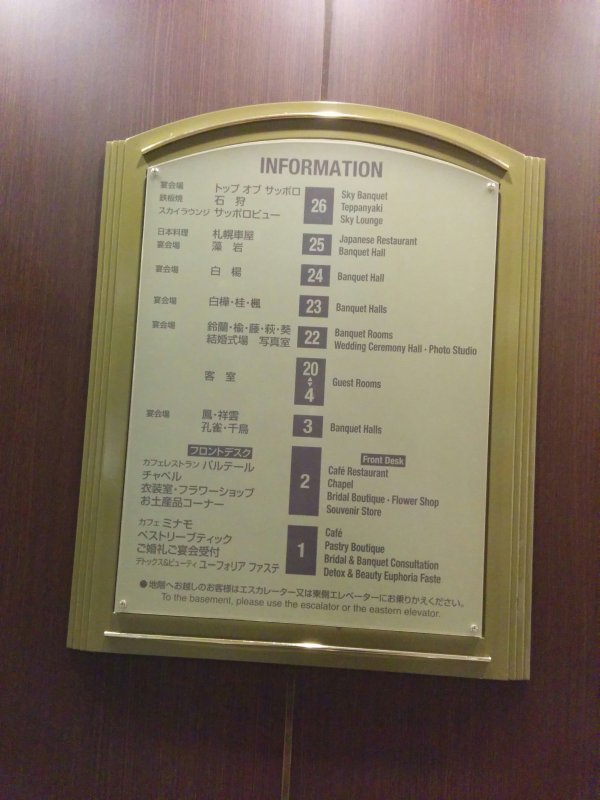 INFORMATION
宴会場 トップ オブ サッポロ 26 Sky Banquet
鉄板焼 石 狩 Teppanyaki
スカイラウンジ サッポロビュー Sky Lounge
日本料理 札幌車屋 25 Japanese Restaurant
宴会場 藻 岩 Banquet Hall
宴会場 白 楊 24 Banquet Hall
宴会場 白樺・桂・楓 23 Banquet Halls
宴会場 鈴蘭・楡・藤・萩・葵 22 Banquet Rooms
結婚式場 写真室 Wedding Ceremony Hall・Photo Studio
客 室 20 4 Guest Rooms
宴会場 鳳・祥雲 3 Banquet Halls
孔雀・千鳥
フロントデスク 2 Front Desk
カフェレストラン パルテール Café Restaurant
チャペル Chapel
衣装室・フラワーショップ Bridal Boutique・Flower Shop
お土産品コーナー Souvenir Store
カフェ ミナモ 1 Café
ペストリーブティック Pastry Boutique
ご婚礼ご宴会受付 Bridal & Banquet Consultation
デトックス&ビューティ ユーフォリア ファステ Detox & Beauty Euphoria Faste
●地階へお越しのお客様はエスカレーター又は東側エレベーターにお乗りかえください。
To the basement, please use the escalator or the eastern elevator.